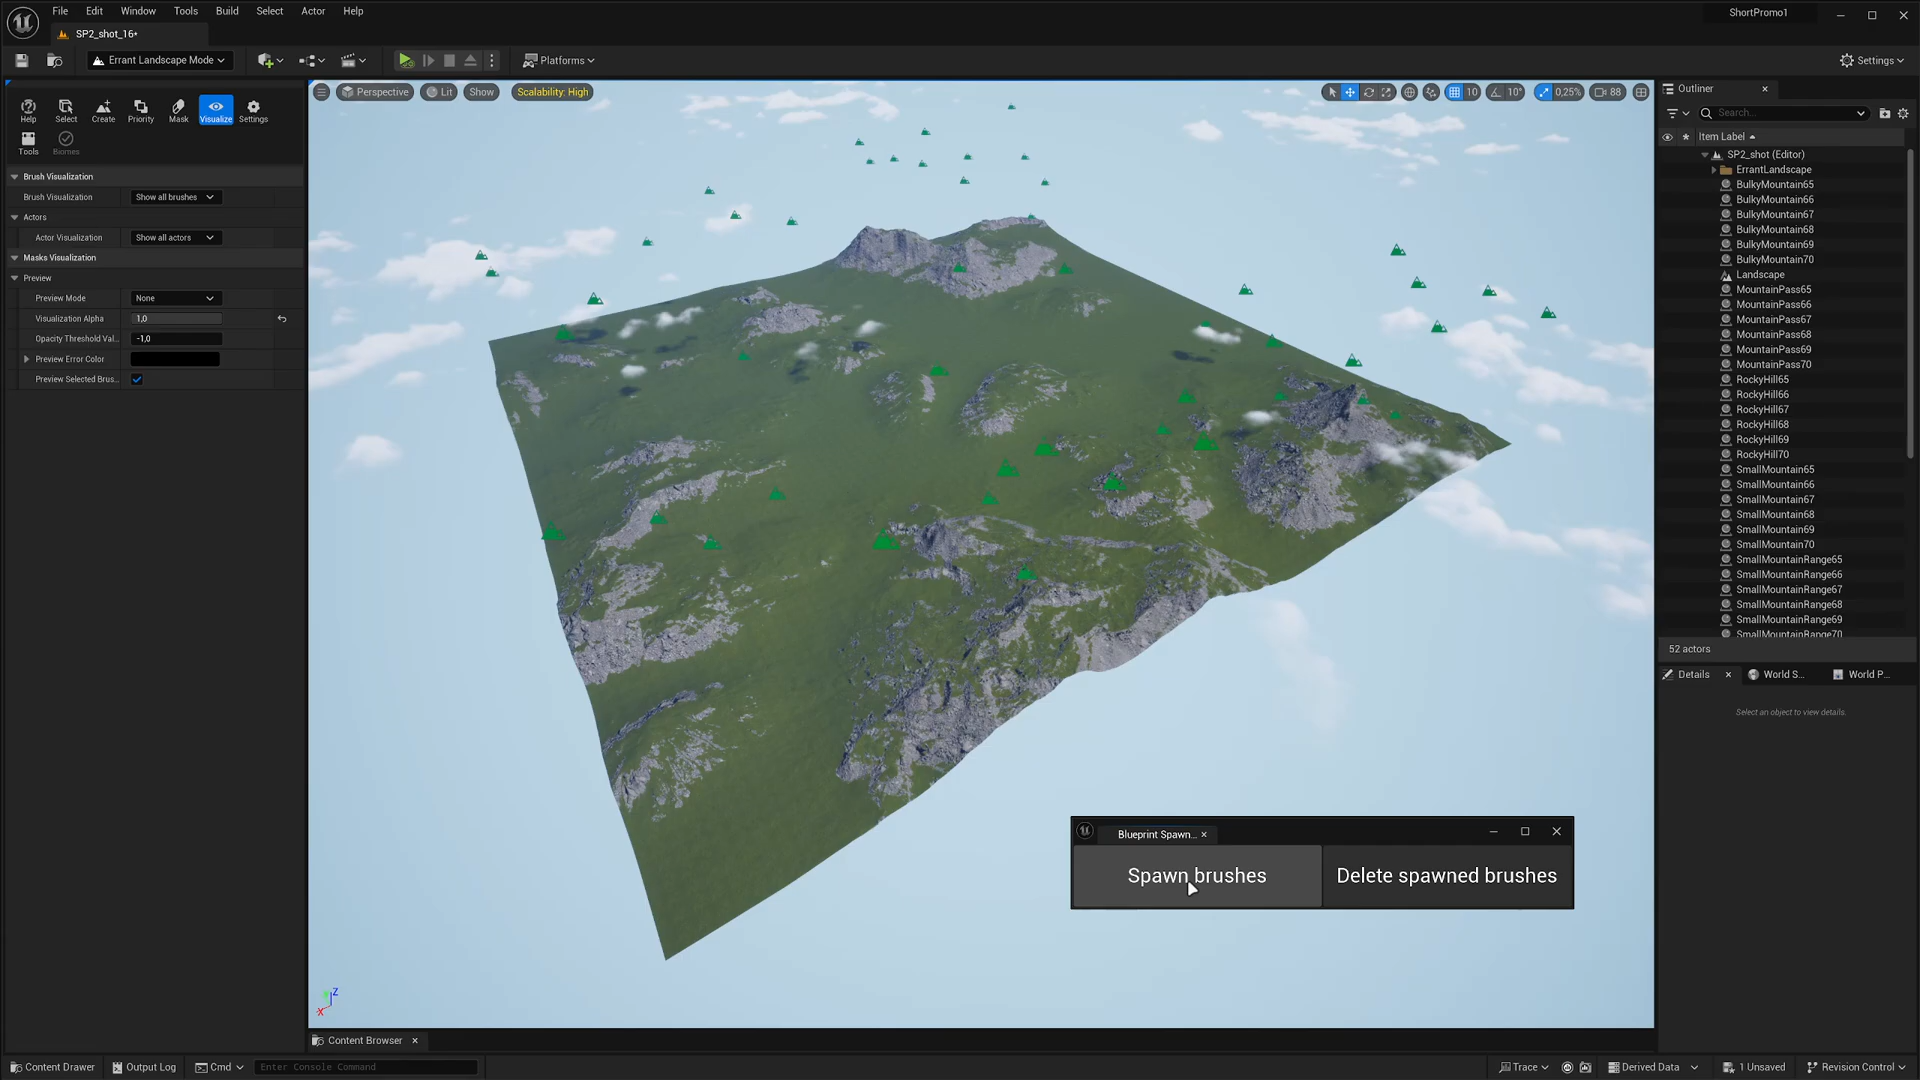 File Edit Window Tools Build Select Actor Help
ShortPromo1
SP2_shot_16*
Errant Landscape Mode
Platforms
Settings
Help Select Create Priority Mask Visualize Settings
Tools Biomes
Brush Visualization
Brush Visualization Show all brushes
Actors
Actor Visualization Show all actors
Masks Visualization
Preview
Preview Mode None
Visualization Alpha 1,0
Opacity Threshold Val... -1,0
Preview Error Color
Preview Selected Brus...
Perspective Lit Show Scalability: High
10 10° 0,25% 88
Z
X
Blueprint Spawn...
Spawn brushes Delete spawned brushes
Outliner
Search...
Item Label
SP2_shot (Editor)
ErrantLandscape
BulkyMountain65
BulkyMountain66
BulkyMountain67
BulkyMountain68
BulkyMountain69
BulkyMountain70
Landscape
MountainPass65
MountainPass66
MountainPass67
MountainPass68
MountainPass69
MountainPass70
RockyHill65
RockyHill66
RockyHill67
RockyHill68
RockyHill69
RockyHill70
SmallMountain65
SmallMountain66
SmallMountain67
SmallMountain68
SmallMountain69
SmallMountain70
SmallMountainRange65
SmallMountainRange66
SmallMountainRange67
SmallMountainRange68
SmallMountainRange69
SmallMountainRange70
52 actors
Details World S... World P...
Select an object to view details.
Content Browser
Content Drawer Output Log Cmd Enter Console Command
Trace Derived Data 1 Unsaved Revision Control